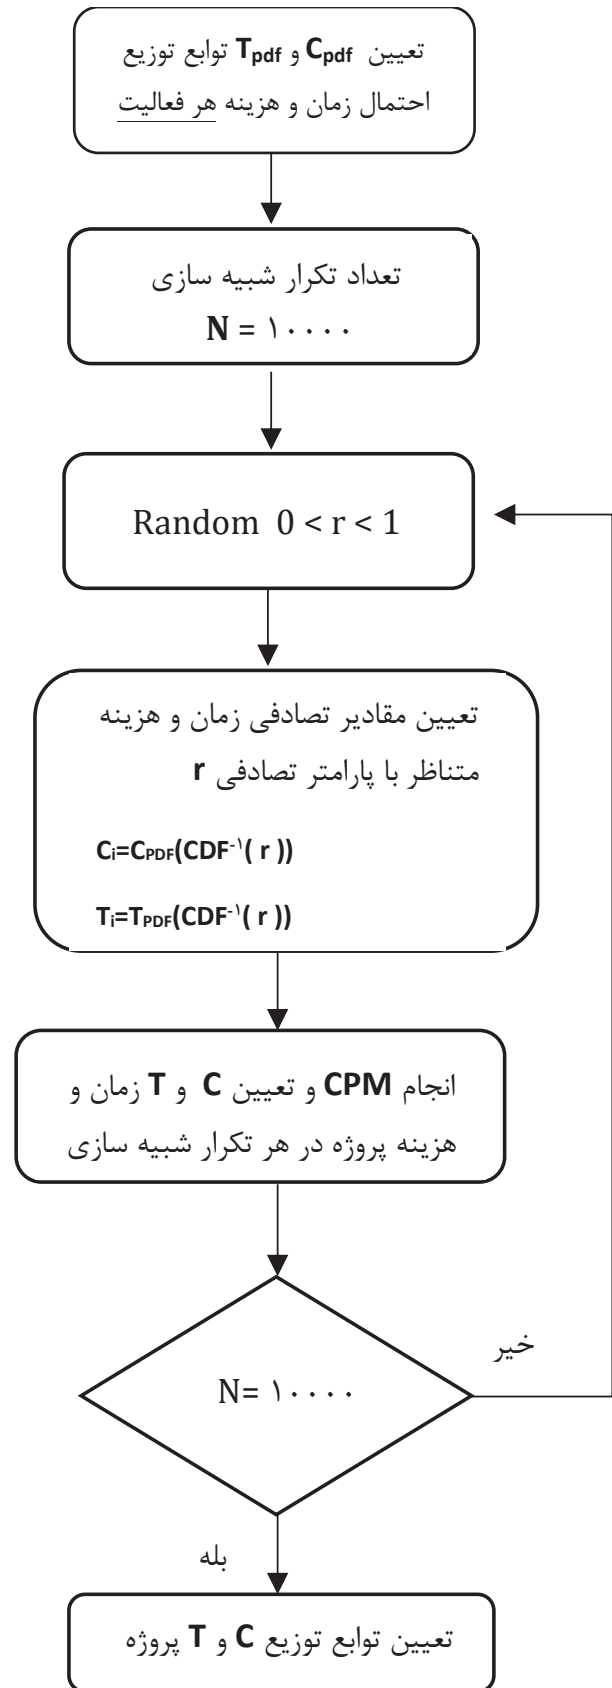 تعیین C_pdf و T_pdf توابع توزیع
احتمال زمان و هزینه هر فعالیت
تعداد تکرار شبیه سازی
N = ۱۰۰۰۰
Random 0 < r < 1
تعیین مقادیر تصادفی زمان و هزینه
متناظر با پارامتر تصادفی r
Ci=CPDF(CDF⁻۱( r ))
Ti=TPDF(CDF⁻۱( r ))
انجام CPM و تعیین C و T زمان و
هزینه پروژه در هر تکرار شبیه سازی
خیر
N= ۱۰۰۰۰
بله
تعیین توابع توزیع C و T پروژه